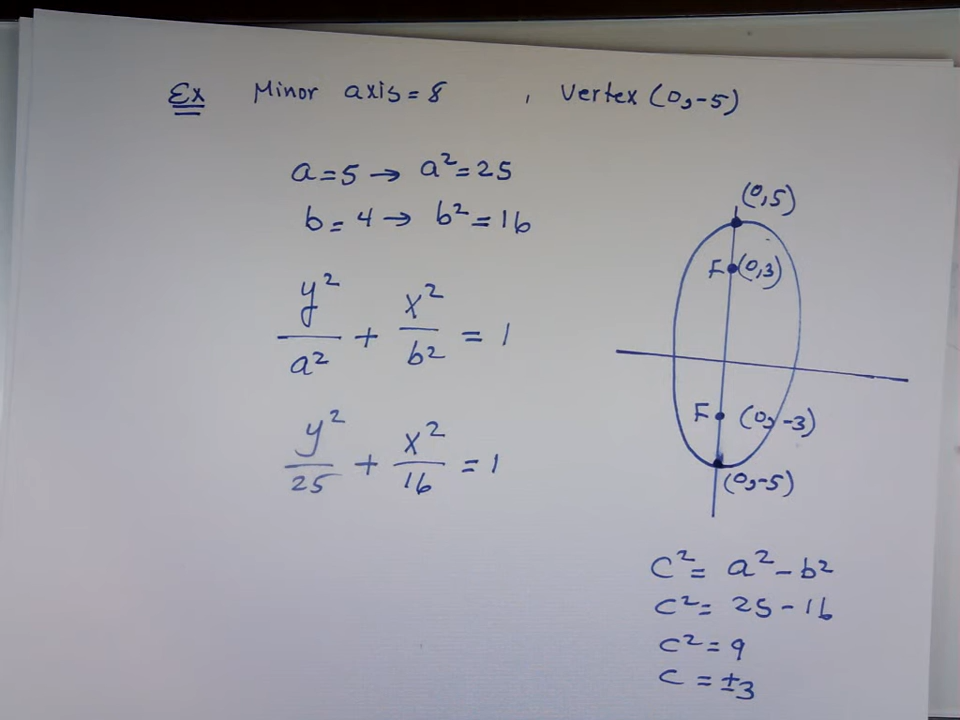 Ex Minor axis = 8 , Vertex (0,-5)
a = 5 → a² = 25
b = 4 → b² = 16
y²/a² + x²/b² = 1
y²/25 + x²/16 = 1
(0,5)
F (0,3)
F (0,-3)
(0,-5)
c² = a² - b²
c² = 25 - 16
c² = 9
c = ±3